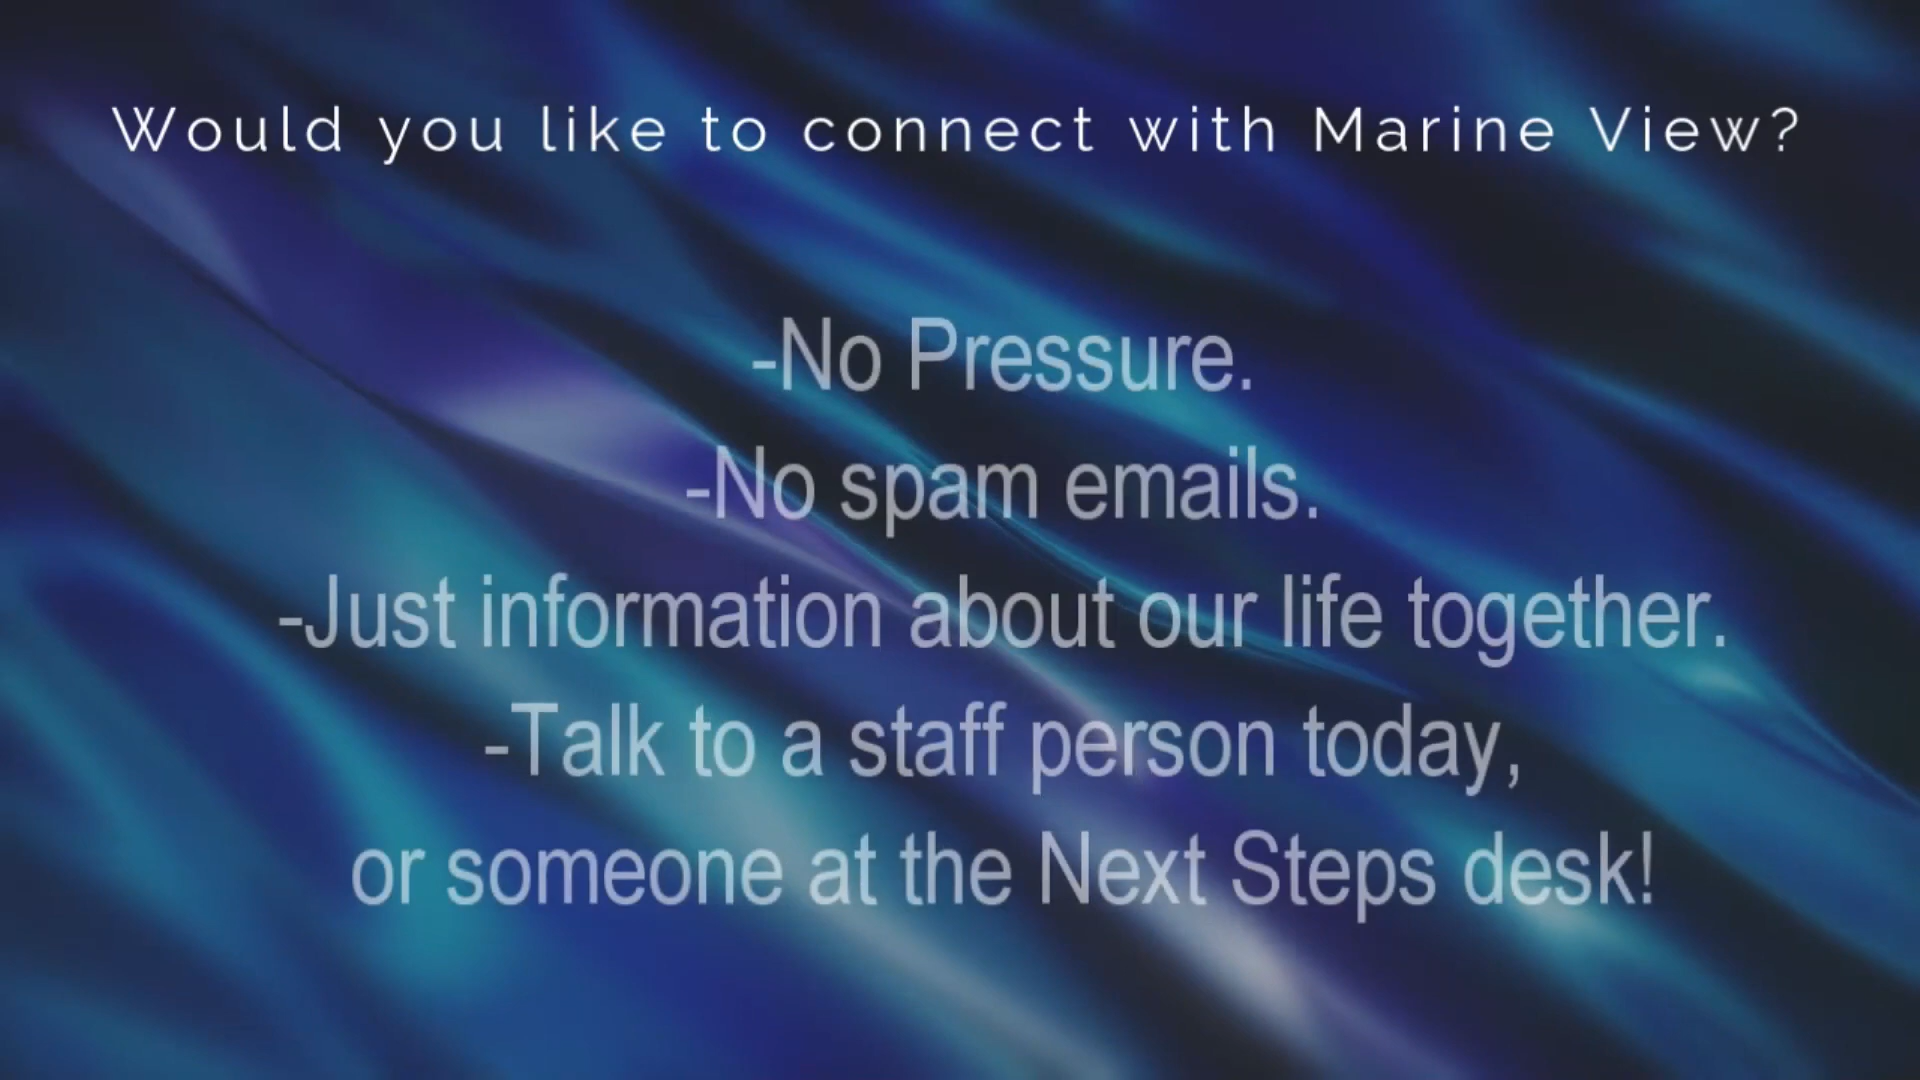 Would you like to connect with Marine View?
-No Pressure.
-No spam emails.
-Just information about our life together.
-Talk to a staff person today,
or someone at the Next Steps desk!